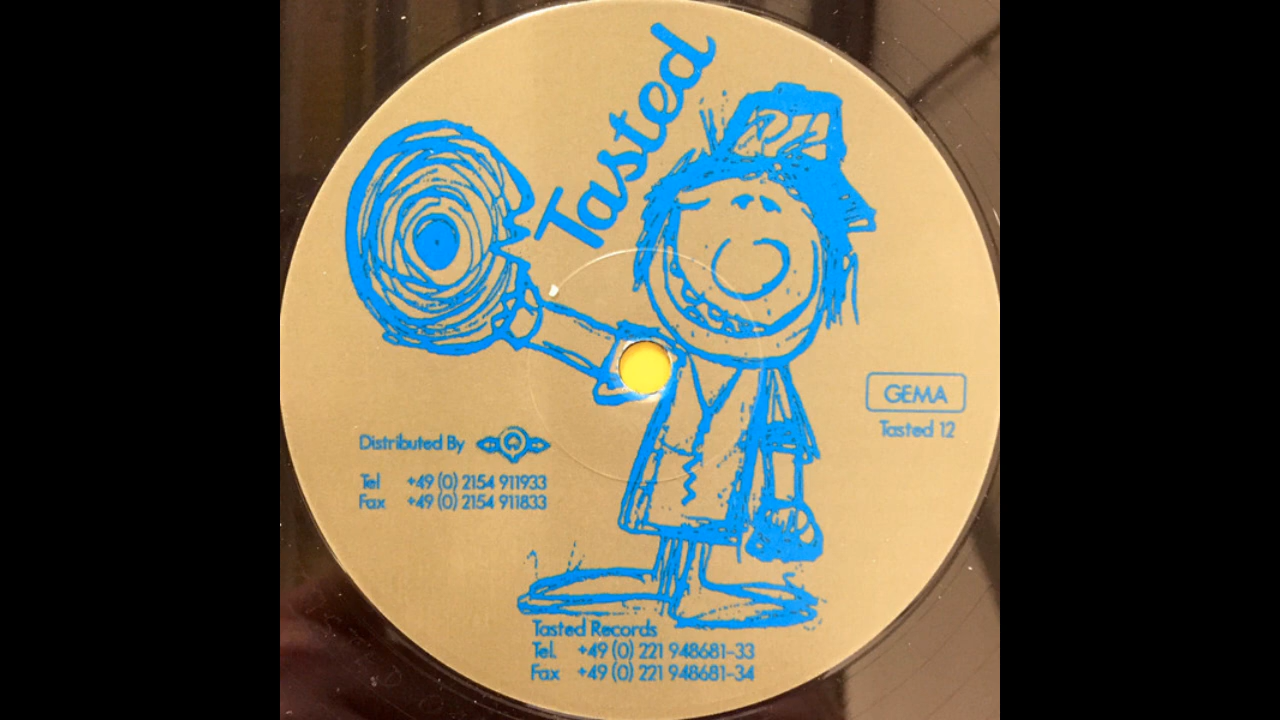 Tasted
GEMA
Tasted 12
Distributed By
Tel +49 (0) 2154 911933
Fax +49 (0) 2154 911833
Tasted Records
Tel. +49 (0) 221 948681-33
Fax +49 (0) 221 948681-34